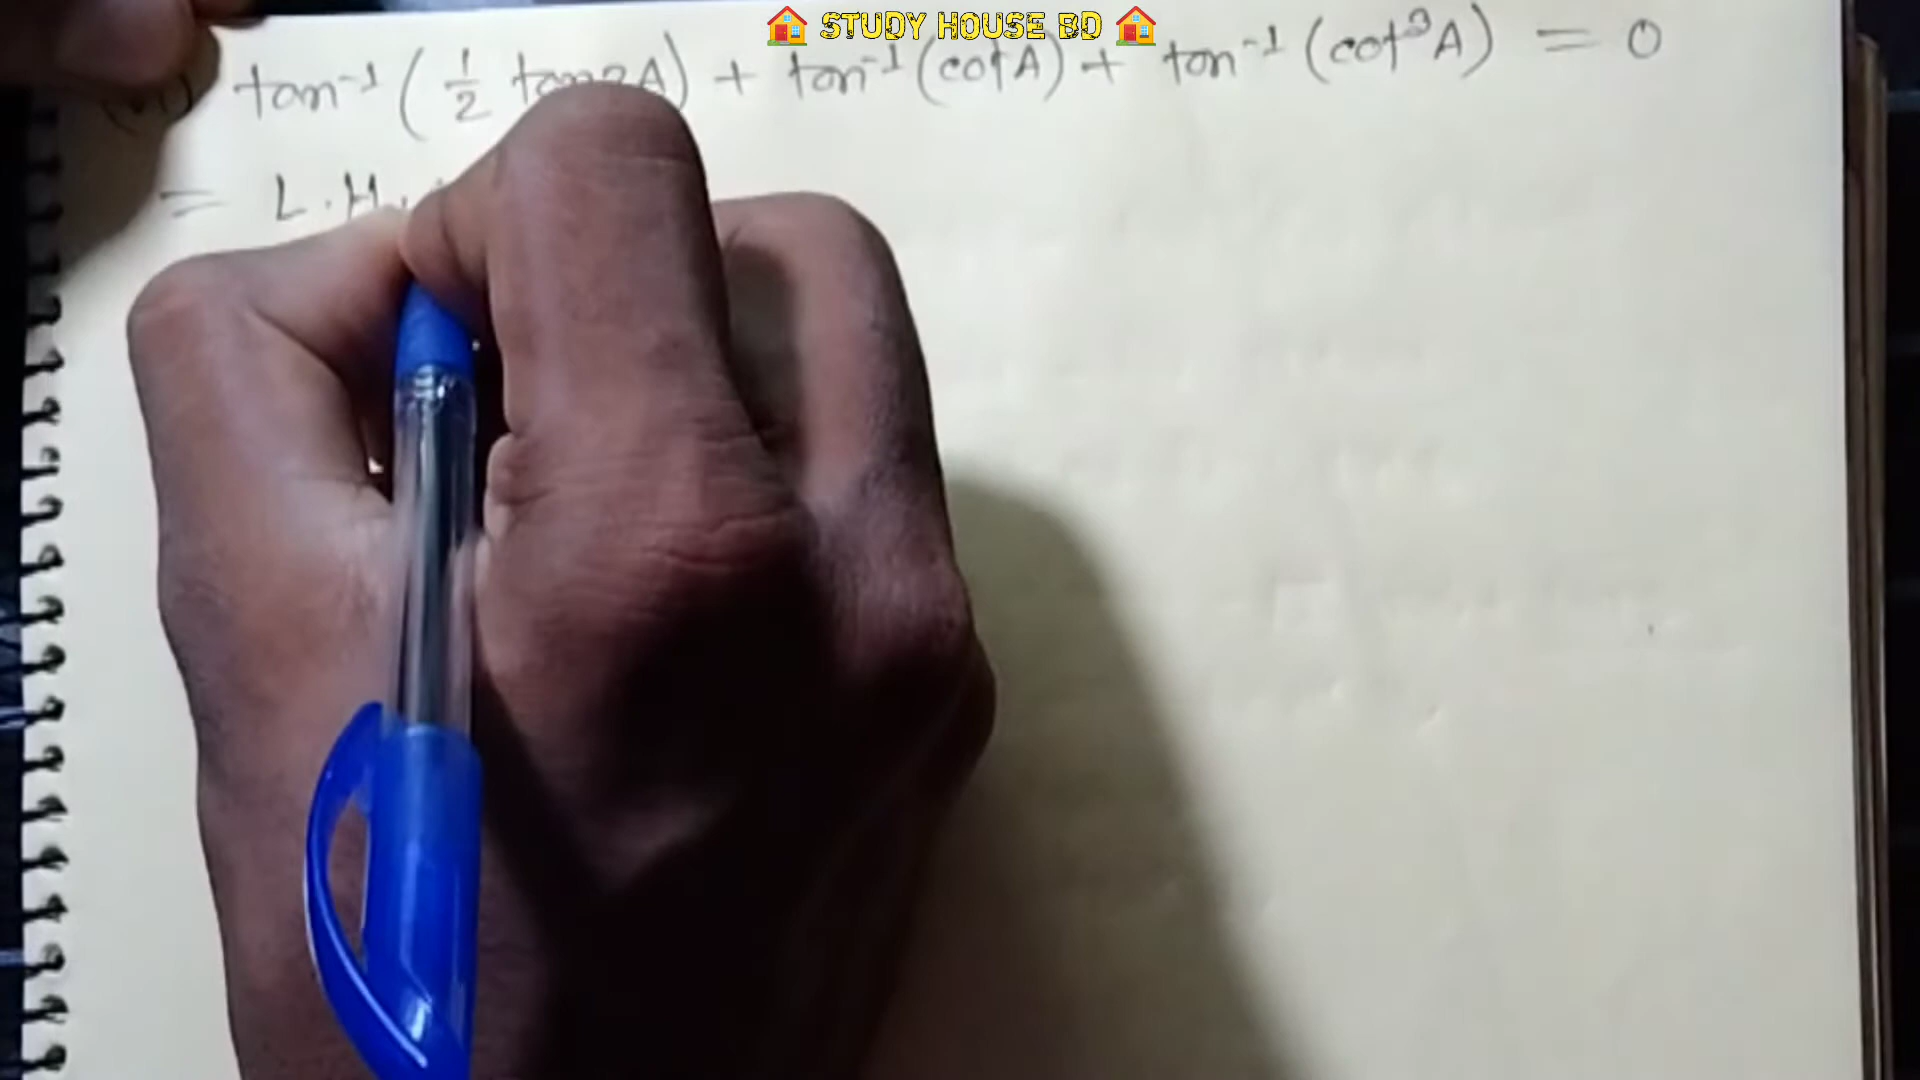 🏠 STUDY HOUSE BD 🏠
tan⁻¹ (1/2 tan2A) + tan⁻¹ (cotA) + tan⁻¹ (cot³A) = 0
= L.H.